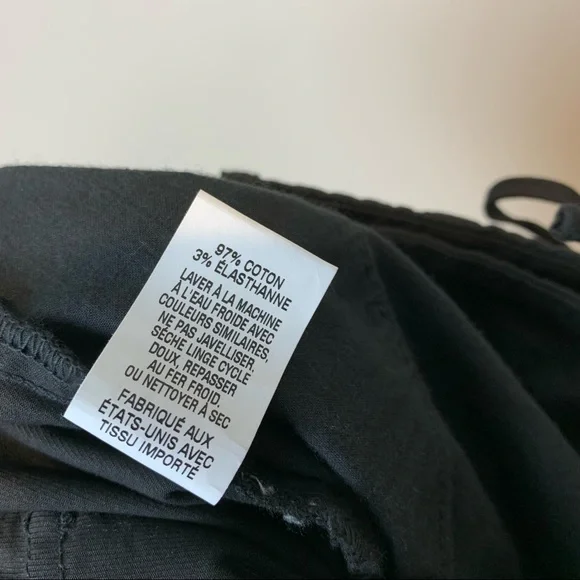 97% COTON
3% ÉLASTHANNE
LAVER À LA MACHINE
À L'EAU FROIDE AVEC
COULEURS SIMILAIRES,
NE PAS JAVELLISER,
SÈCHE LINGE CYCLE
DOUX, REPASSER
AU FER FROID.
OU NETTOYER À SEC
FABRIQUÉ AUX
ÉTATS-UNIS AVEC
TISSU IMPORTÉ